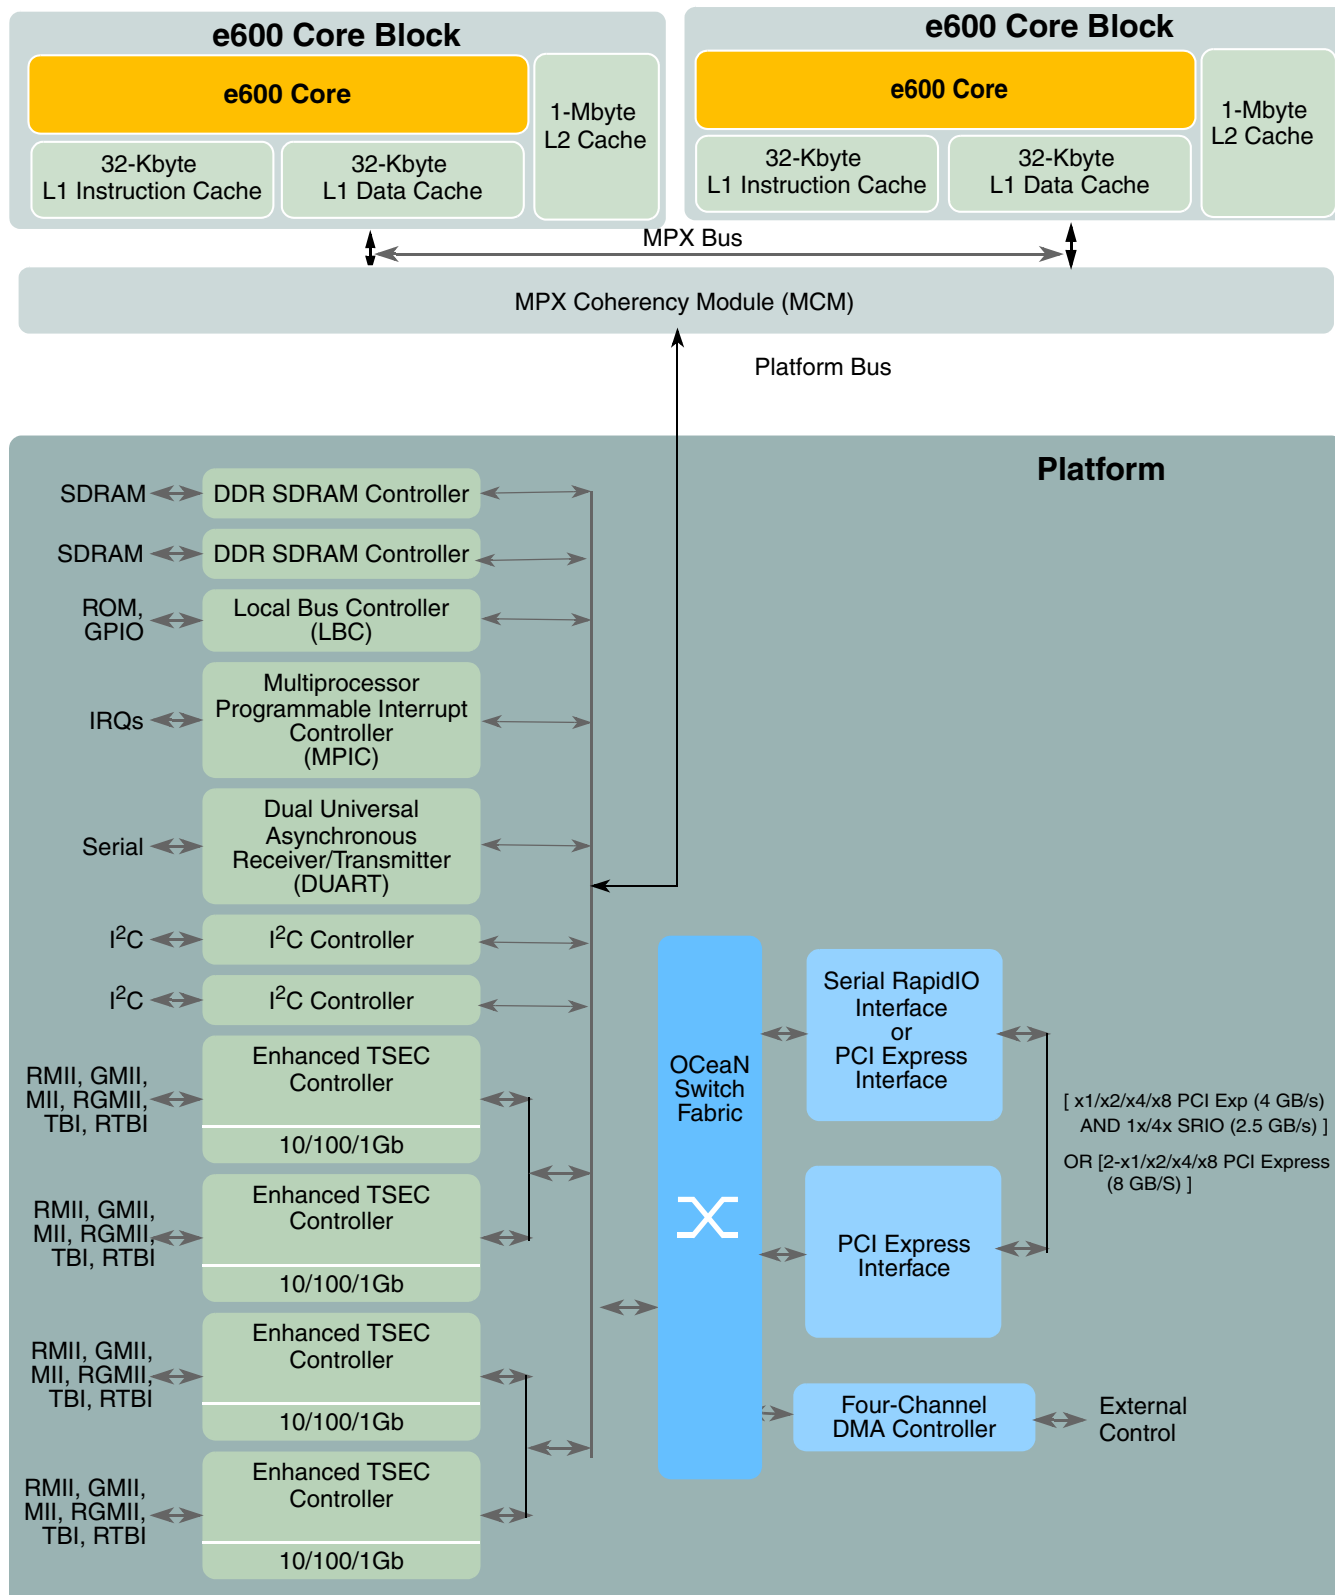 e600 Core Block
e600 Core
1-Mbyte
L2 Cache
32-Kbyte
L1 Instruction Cache
32-Kbyte
L1 Data Cache
e600 Core Block
e600 Core
1-Mbyte
L2 Cache
32-Kbyte
L1 Instruction Cache
32-Kbyte
L1 Data Cache
MPX Bus
MPX Coherency Module (MCM)
Platform Bus
Platform
SDRAM
DDR SDRAM Controller
SDRAM
DDR SDRAM Controller
ROM,
GPIO
Local Bus Controller
(LBC)
IRQs
Multiprocessor
Programmable Interrupt
Controller
(MPIC)
Serial
Dual Universal
Asynchronous
Receiver/Transmitter
(DUART)
I²C
I²C Controller
I²C
I²C Controller
RMII, GMII,
MII, RGMII,
TBI, RTBI
Enhanced TSEC
Controller
10/100/1Gb
RMII, GMII,
MII, RGMII,
TBI, RTBI
Enhanced TSEC
Controller
10/100/1Gb
RMII, GMII,
MII, RGMII,
TBI, RTBI
Enhanced TSEC
Controller
10/100/1Gb
RMII, GMII,
MII, RGMII,
TBI, RTBI
Enhanced TSEC
Controller
10/100/1Gb
OCeaN
Switch
Fabric
Serial RapidIO
Interface
or
PCI Express
Interface
PCI Express
Interface
[ x1/x2/x4/x8 PCI Exp (4 GB/s)
AND 1x/4x SRIO (2.5 GB/s) ]
OR [2-x1/x2/x4/x8 PCI Express
(8 GB/S) ]
Four-Channel
DMA Controller
External
Control